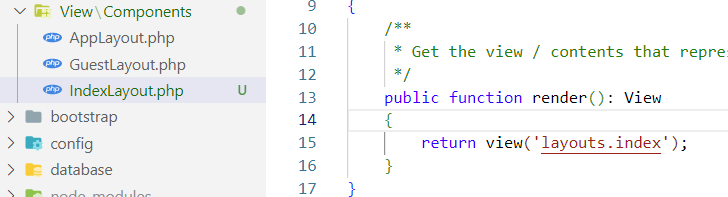 View\Components
AppLayout.php
GuestLayout.php
IndexLayout.php U
bootstrap
config
database
node_modules
9 {
10 /**
11 * Get the view / contents that repre
12 */
13 public function render(): View
14 {
15 return view('layouts.index');
16 }
17 }